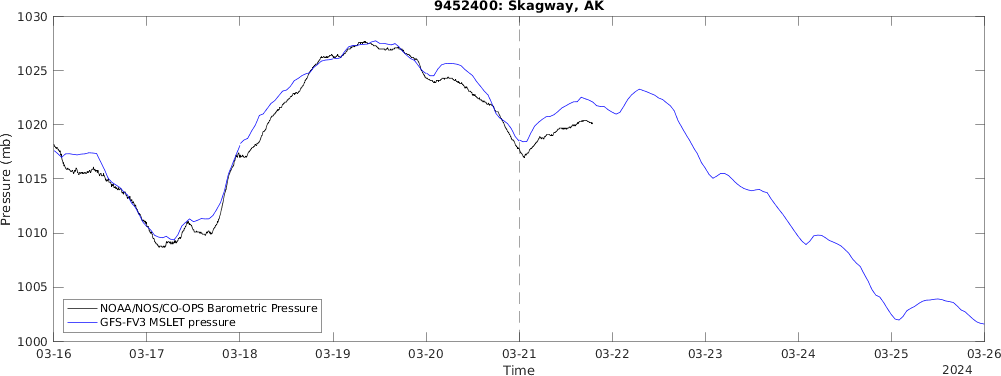 9452400: Skagway, AK
1030
1025
1020
1015
1010
1005
1000
Pressure (mb)
NOAA/NOS/CO-OPS Barometric Pressure
GFS-FV3 MSLET pressure
03-16 03-17 03-18 03-19 03-20 03-21 03-22 03-23 03-24 03-25 03-26
Time
2024